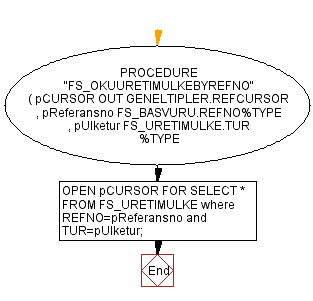 PROCEDURE
"FS_OKUURETIMULKEBYREFNO"
( pCURSOR OUT GENELTIPLER.REFCURSOR
, pReferansno FS_BASVURU.REFNO%TYPE
, pUlketur FS_URETIMULKE.TUR
%TYPE
OPEN pCURSOR FOR SELECT *
FROM FS_URETIMULKE where
REFNO=pReferansno and
TUR=pUlketur;
End